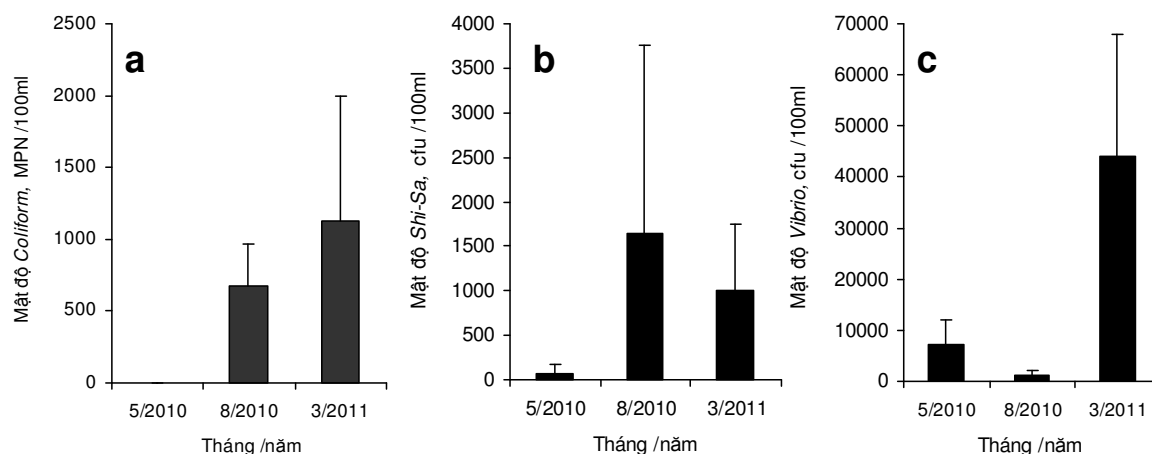 a
Mật độ Coliform, MPN /100ml
2500
2000
1500
1000
500
0
5/2010 8/2010 3/2011
Tháng /năm
b
Mật độ Shi-Sa, cfu /100ml
4000
3500
3000
2500
2000
1500
1000
500
0
5/2010 8/2010 3/2011
Tháng /năm
c
Mật độ Vibrio, cfu /100ml
70000
60000
50000
40000
30000
20000
10000
0
5/2010 8/2010 3/2011
Tháng /năm